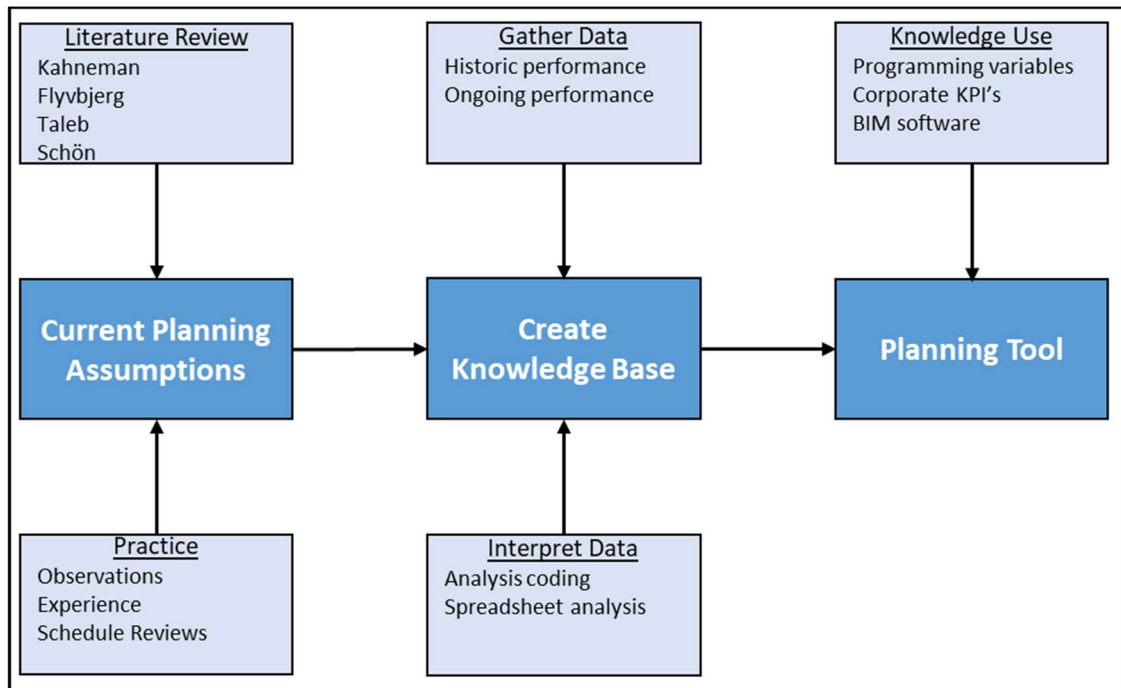 Literature Review
Kahneman
Flyvbjerg
Taleb
Schön
Gather Data
Historic performance
Ongoing performance
Knowledge Use
Programming variables
Corporate KPI's
BIM software
Current Planning
Assumptions
Create
Knowledge Base
Planning Tool
Practice
Observations
Experience
Schedule Reviews
Interpret Data
Analysis coding
Spreadsheet analysis